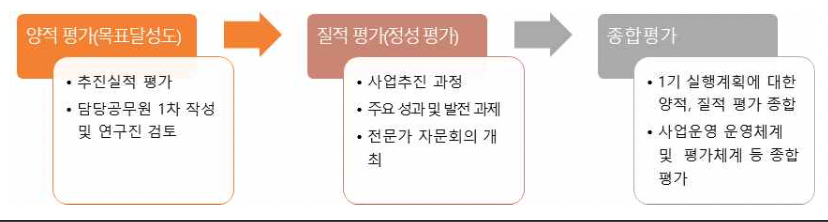 양적 평가(목표달성도)
• 추진실적 평가
• 담당공무원 1차 작성
및 연구진 검토
질적 평가(정성 평가)
• 사업추진 과정
• 주요 성과 및 발전 과제
• 전문가 자문회의 개
최
종합평가
• 1기 실행계획에 대한
양적, 질적 평가 종합
• 사업운영 운영체계
및 평가체계 등 종합
평가